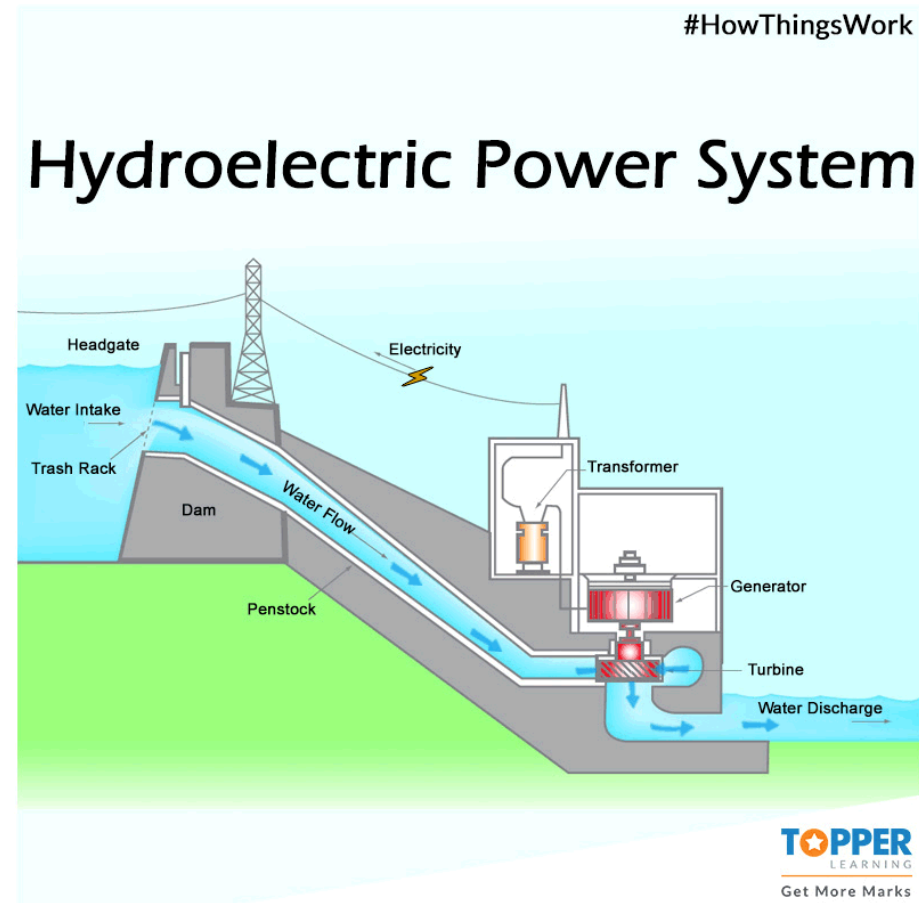 #HowThingsWork
Hydroelectric Power System
Headgate
Electricity
Water Intake
Trash Rack
Transformer
Water Flow
Dam
Generator
Penstock
Turbine
Water Discharge
TOPPER
LEARNING
Get More Marks